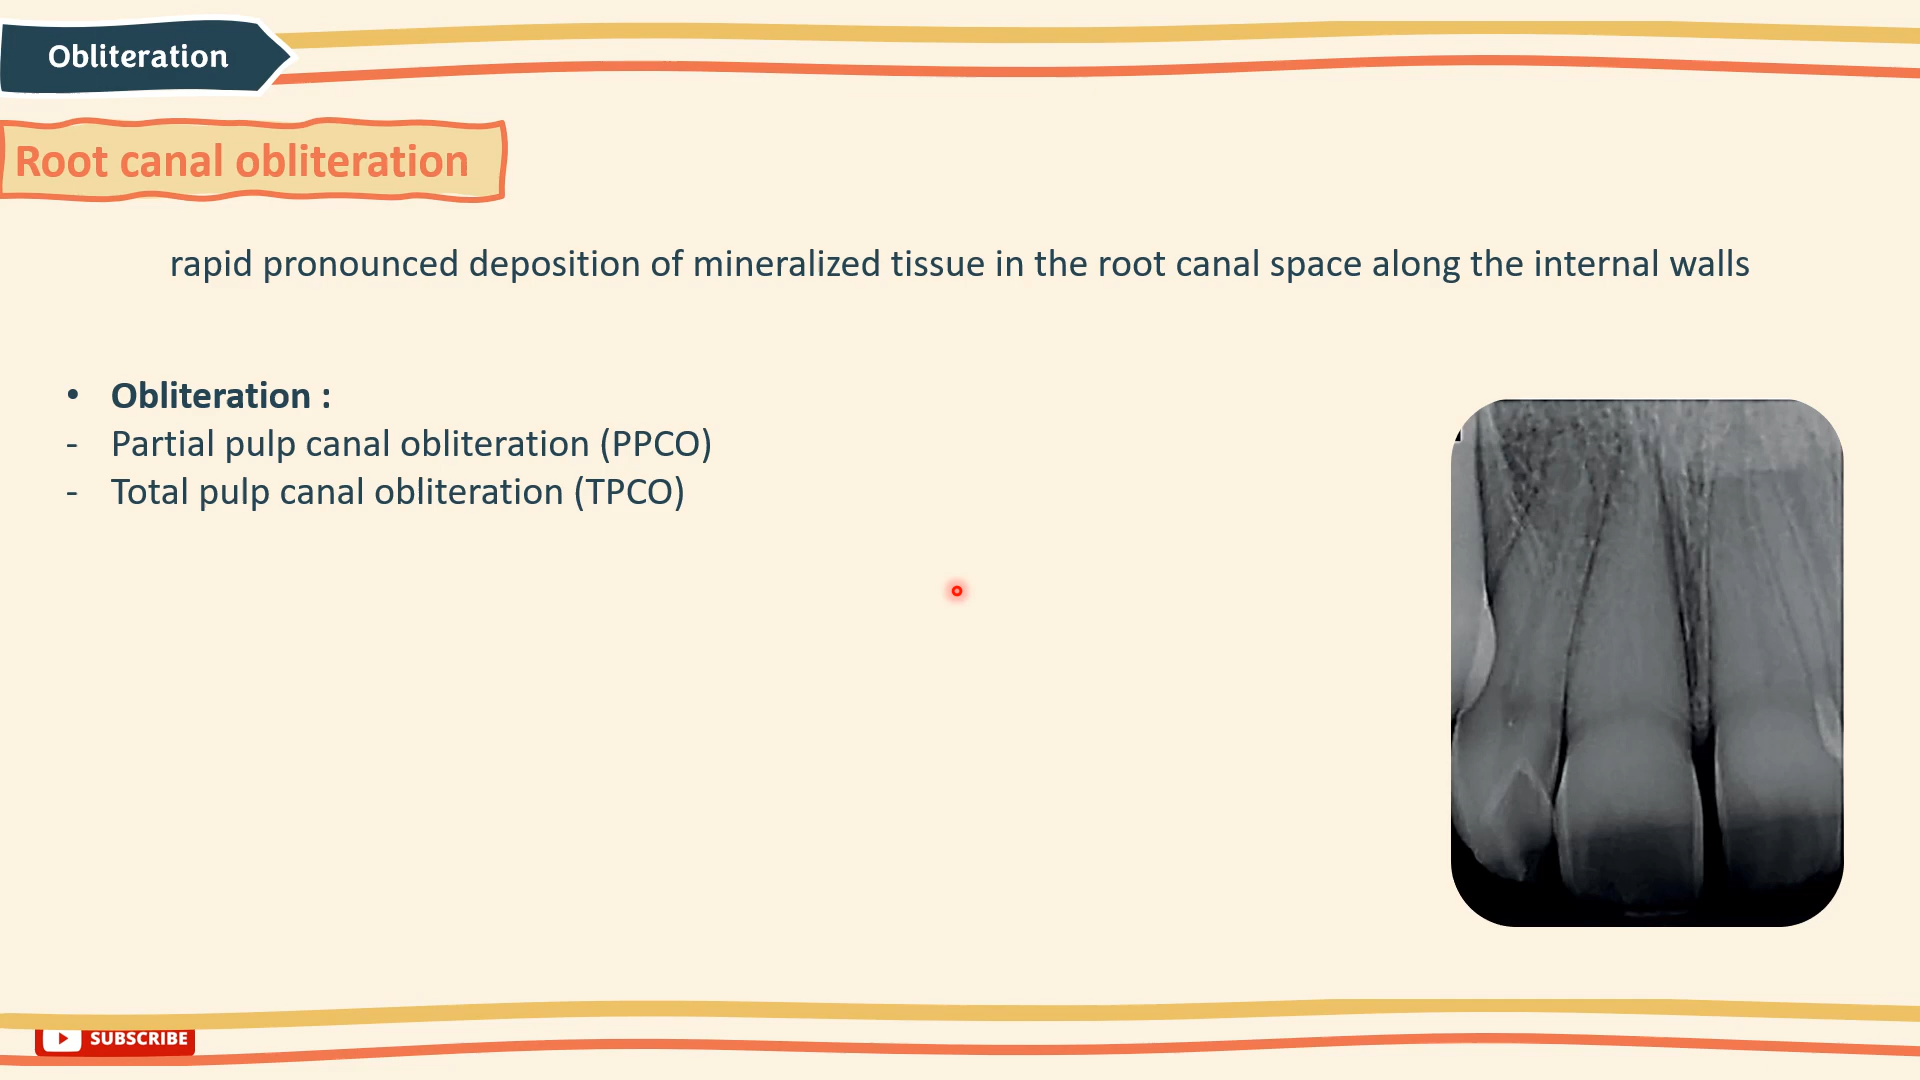 Obliteration
Root canal obliteration
rapid pronounced deposition of mineralized tissue in the root canal space along the internal walls
• Obliteration :
- Partial pulp canal obliteration (PPCO)
- Total pulp canal obliteration (TPCO)
SUBSCRIBE